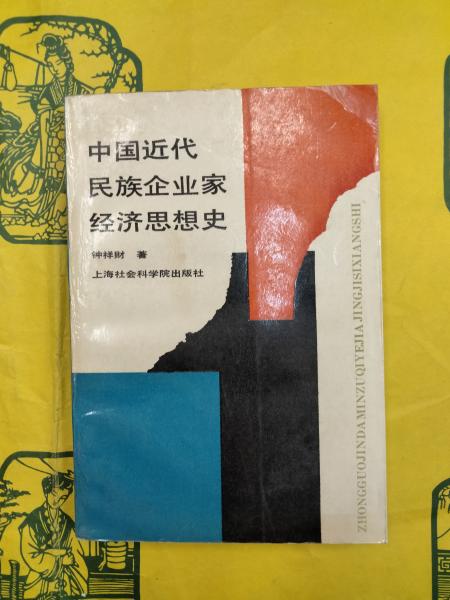 中国近代
民族企业家
经济思想史
钟祥财 著
上海社会科学院出版社
ZHONGGUOJINDAIMINZUQIYEJIAJINGJISIXIANGSHI